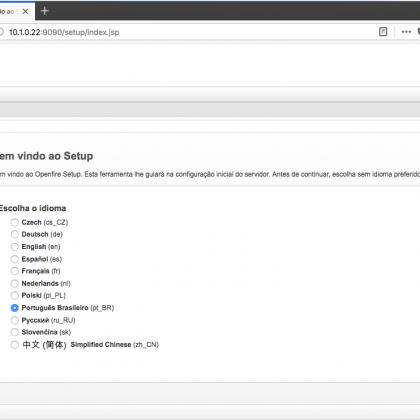 do ao
10.1.0.22:9090/setup/index.jsp
em vindo ao Setup
m vindo ao Openfire Setup. Esta ferramenta lhe guiará na configuração inicial do servidor. Antes de continuar, escolha sem idioma preferido
Escolha o idioma
Czech (cs_CZ)
Deutsch (de)
English (en)
Español (es)
Français (fr)
Nederlands (nl)
Polski (pl_PL)
Português Brasileiro (pt_BR)
Русский (ru_RU)
Slovenčina (sk)
中文 (简体) Simplified Chinese (zh_CN)